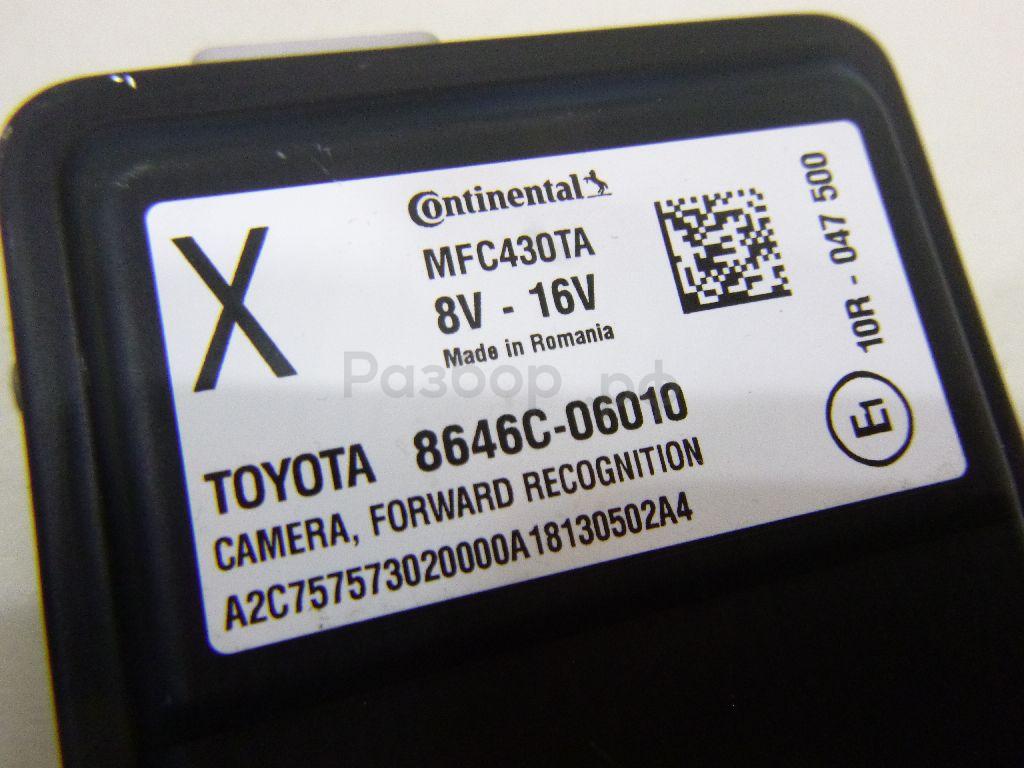 Continental
X
MFC430TA
8V - 16V
Made in Romania
10R - 047 500
E1
Разбор.рф
TOYOTA 8646C-06010
CAMERA, FORWARD RECOGNITION
A2C757573020000A18130502A4